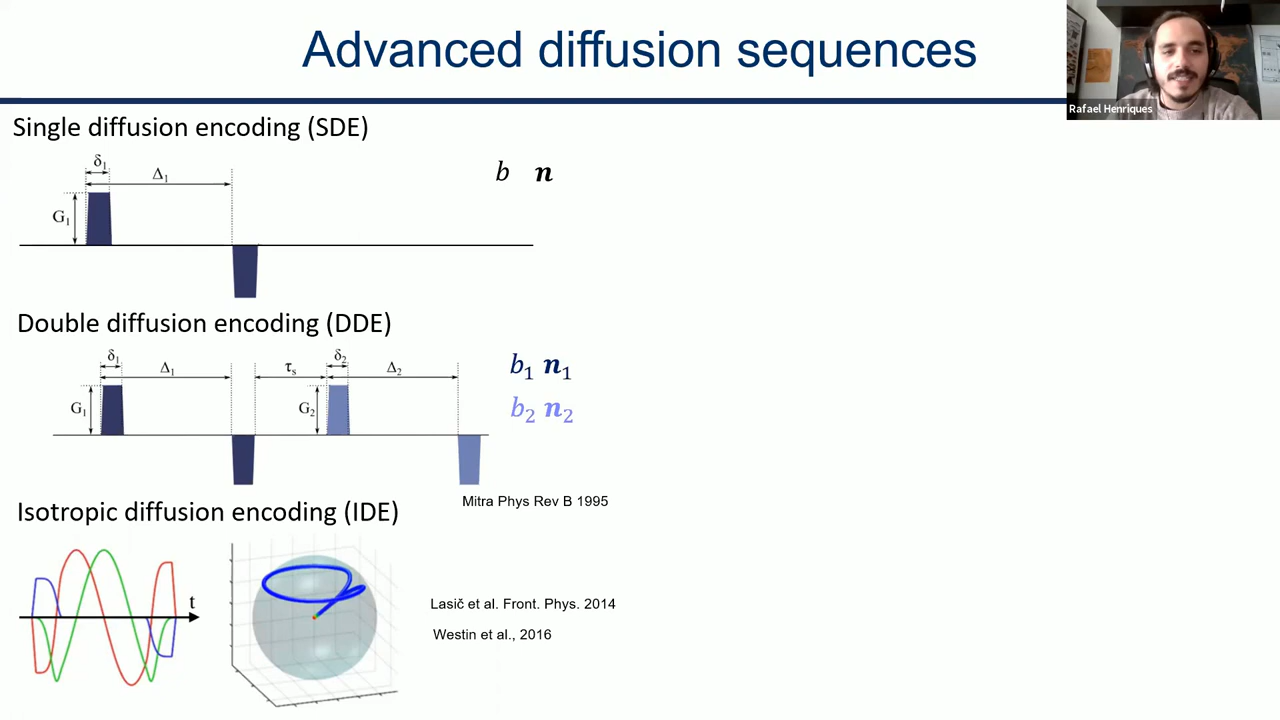 Advanced diffusion sequences
Rafael Henriques
Single diffusion encoding (SDE)
δ1
Δ1
G1
b n
Double diffusion encoding (DDE)
δ1
Δ1
τs
δ2
Δ2
G1
G2
b1 n1
b2 n2
Mitra Phys Rev B 1995
Isotropic diffusion encoding (IDE)
t
Lasič et al. Front. Phys. 2014
Westin et al., 2016